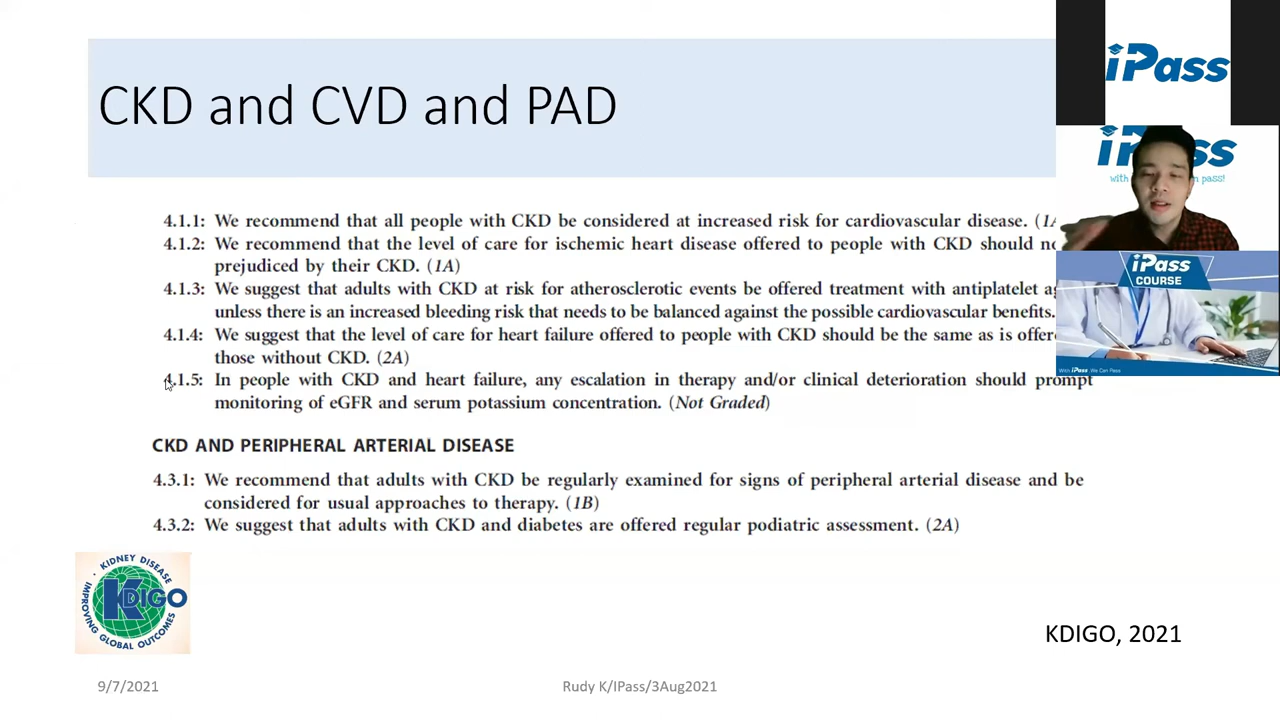 CKD and CVD and PAD
4.1.1: We recommend that all people with CKD be considered at increased risk for cardiovascular disease. (1A
4.1.2: We recommend that the level of care for ischemic heart disease offered to people with CKD should no
prejudiced by their CKD. (1A)
4.1.3: We suggest that adults with CKD at risk for atherosclerotic events be offered treatment with antiplatelet ag
unless there is an increased bleeding risk that needs to be balanced against the possible cardiovascular benefits.
4.1.4: We suggest that the level of care for heart failure offered to people with CKD should be the same as is offer
those without CKD. (2A)
4.1.5: In people with CKD and heart failure, any escalation in therapy and/or clinical deterioration should prompt
monitoring of eGFR and serum potassium concentration. (Not Graded)
CKD AND PERIPHERAL ARTERIAL DISEASE
4.3.1: We recommend that adults with CKD be regularly examined for signs of peripheral arterial disease and be
considered for usual approaches to therapy. (1B)
4.3.2: We suggest that adults with CKD and diabetes are offered regular podiatric assessment. (2A)
KIDNEY DISEASE
KDIGO
IMPROVING GLOBAL OUTCOMES
KDIGO, 2021
9/7/2021
Rudy K/IPass/3Aug2021
iPass
with
n pass!
iPass
COURSE
With iPass, We Can Pass